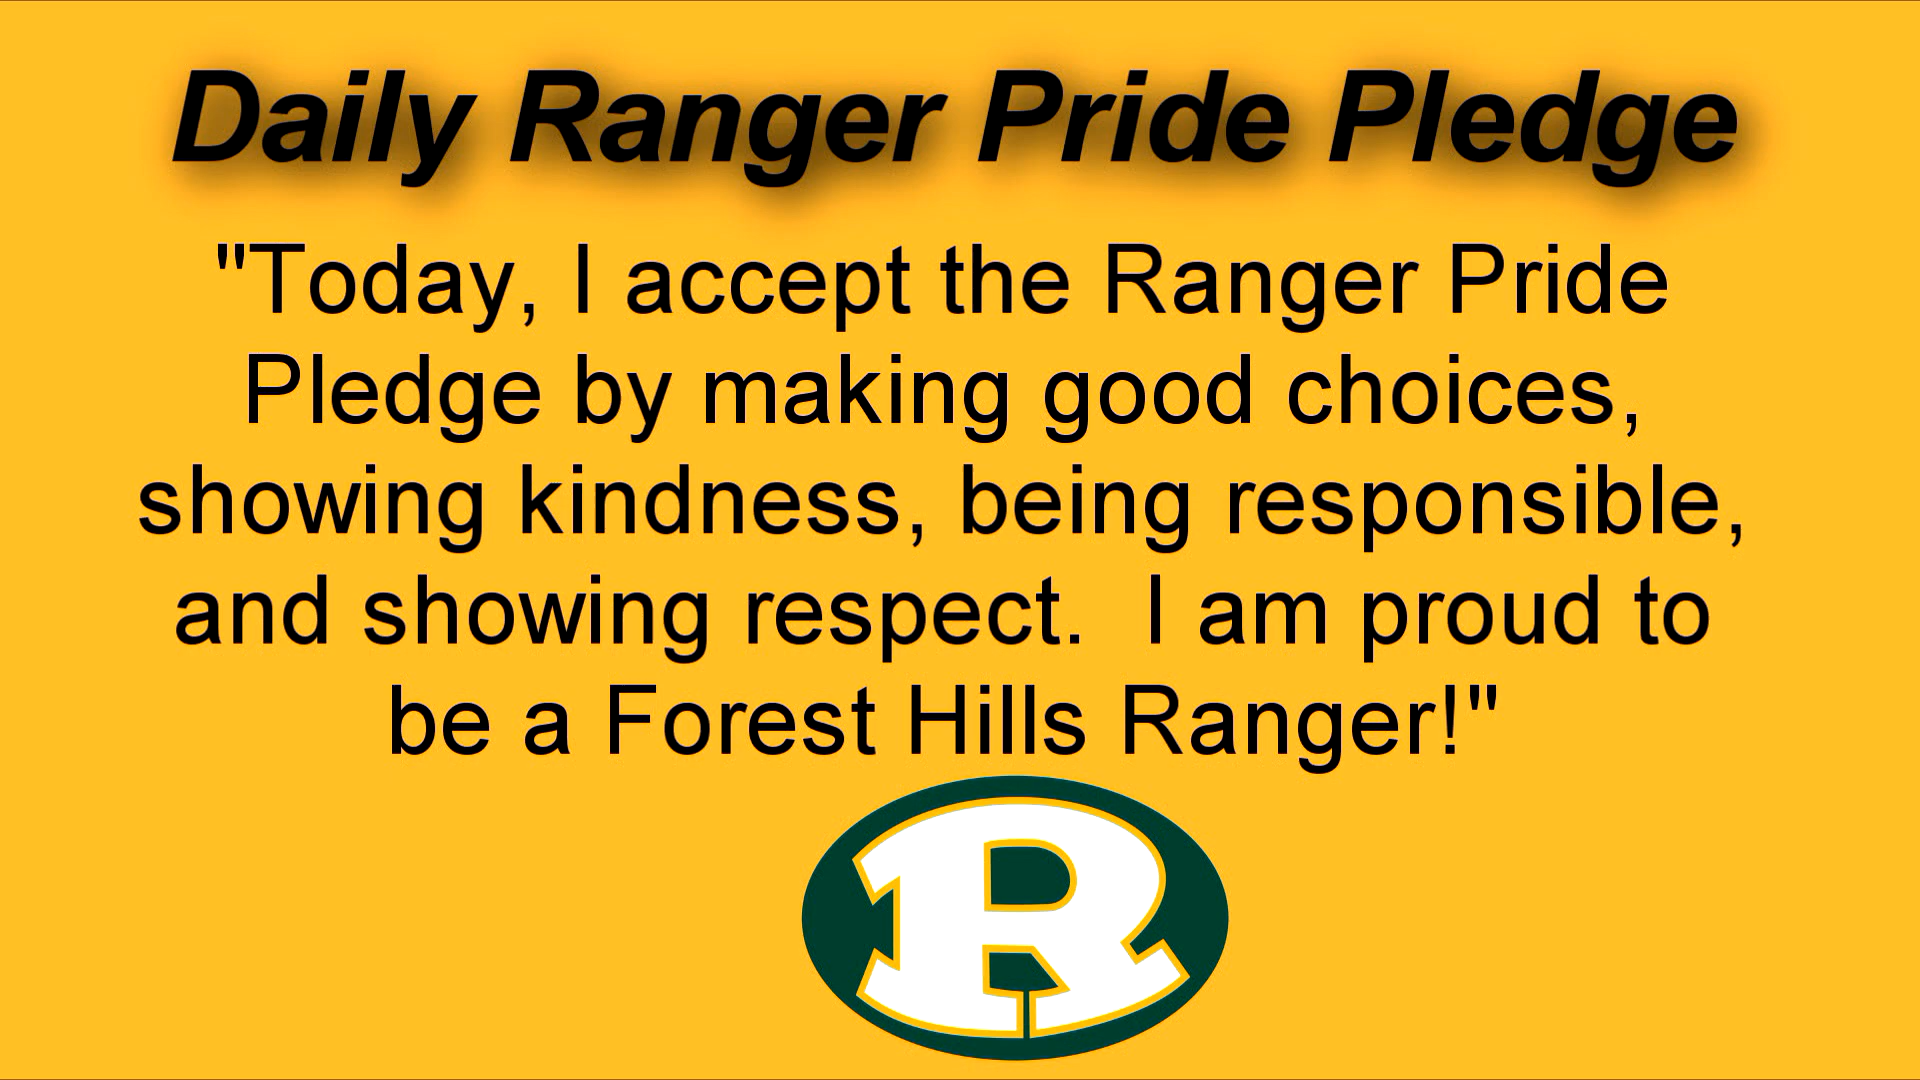 Daily Ranger Pride Pledge
"Today, I accept the Ranger Pride
Pledge by making good choices,
showing kindness, being responsible,
and showing respect.  I am proud to
be a Forest Hills Ranger!"
R